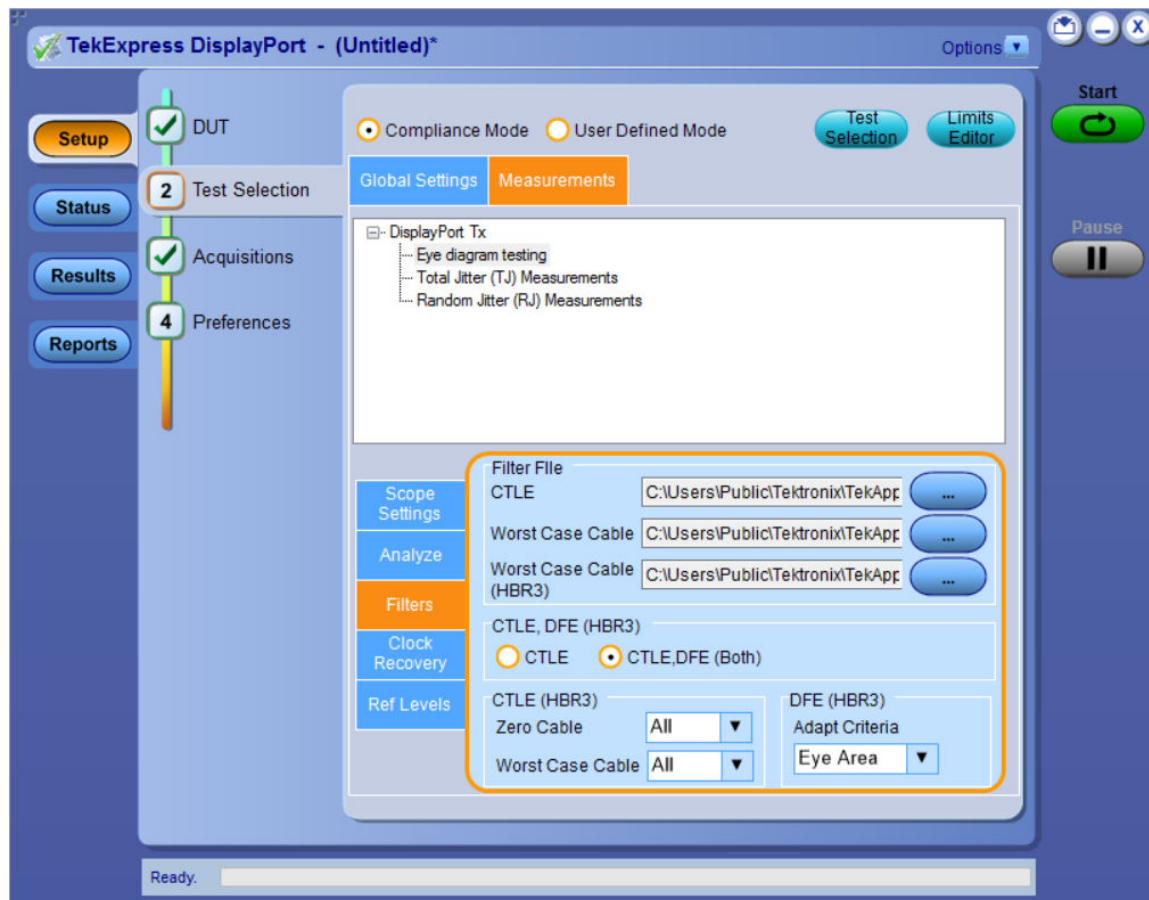 TekExpress DisplayPort - (Untitled)*
Options
X
Start
Pause
Setup
Status
Results
Reports
DUT
2 Test Selection
Acquisitions
4 Preferences
Compliance Mode User Defined Mode
Test
Selection
Limits
Editor
Global Settings Measurements
DisplayPort Tx
Eye diagram testing
Total Jitter (TJ) Measurements
Random Jitter (RJ) Measurements
Scope
Settings
Analyze
Filters
Clock
Recovery
Ref Levels
Filter FIle
CTLE C:\Users\Public\Tektronix\TekApp ...
Worst Case Cable C:\Users\Public\Tektronix\TekApp ...
Worst Case Cable
(HBR3) C:\Users\Public\Tektronix\TekApp ...
CTLE, DFE (HBR3)
CTLE CTLE,DFE (Both)
CTLE (HBR3)
Zero Cable All
Worst Case Cable All
DFE (HBR3)
Adapt Criteria
Eye Area
Ready.